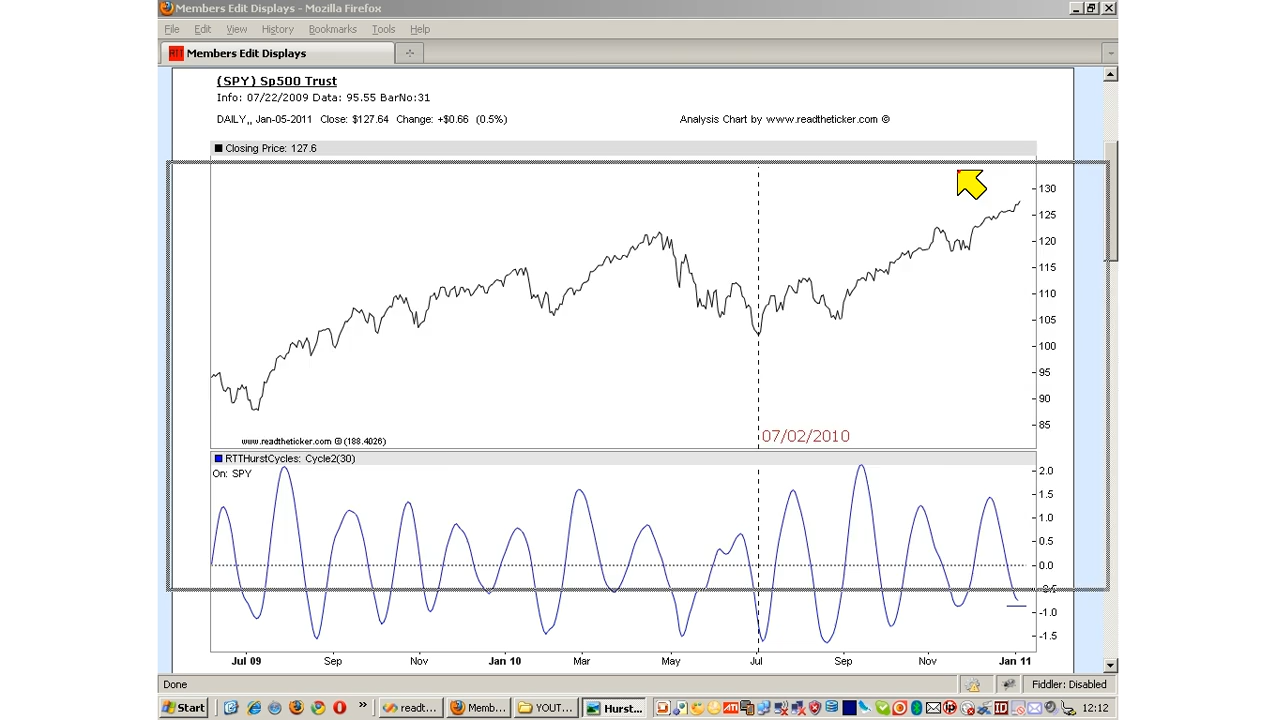 Members Edit Displays - Mozilla Firefox
File Edit View History Bookmarks Tools Help
Members Edit Displays
(SPY) Sp500 Trust
Info: 07/22/2009 Data: 95.55 BarNo:31
DAILY,, Jan-05-2011 Close: $127.64 Change: +$0.66 (0.5%)
Analysis Chart by www.readtheticker.com ©
Closing Price: 127.6
130
125
120
115
110
105
100
95
90
85
07/02/2010
www.readtheticker.com © (188.4026)
RTTHurstCycles: Cycle2(30)
On: SPY
2.0
1.5
1.0
0.5
0.0
-1.0
-1.5
Jul 09 Sep Nov Jan 10 Mar May Jul Sep Nov Jan 11
Done
Fiddler: Disabled
Start readt... Memb... YOUT... Hurst... 12:12